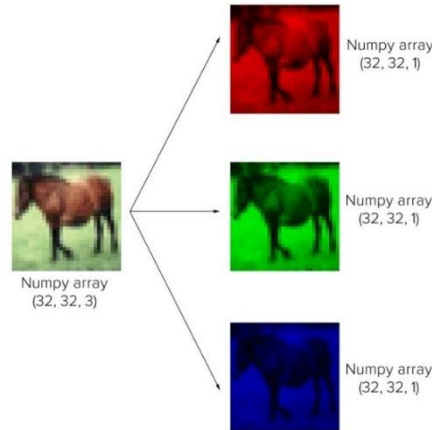 Numpy array
(32, 32, 1)
Numpy array
(32, 32, 3)
Numpy array
(32, 32, 1)
Numpy array
(32, 32, 1)